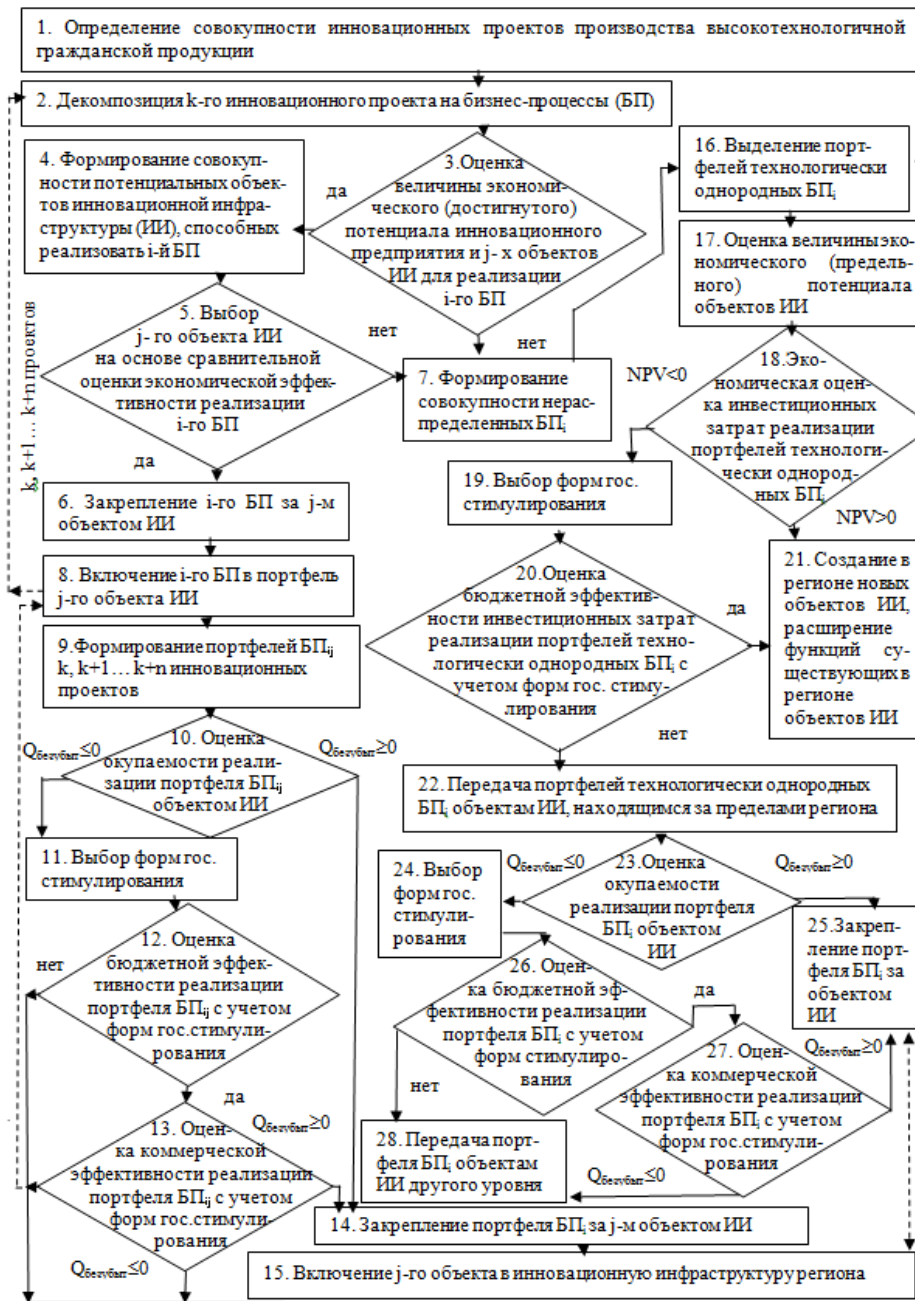 1. Определение совокупности инновационных проектов производства высокотехнологичной
гражданской продукции
2. Декомпозиция k-го инновационного проекта на бизнес-процессы (БП)
3.Оценка
величины экономи-
ческого (достигнутого)
потенциала инновационного
предприятия и j- х объектов
ИИ для реализации
i-го БП
да
нет
4. Формирование совокуп-
ности потенциальных объек-
тов инновационной инфра-
структуры (ИИ), способных
реализовать i-й БП
5. Выбор
j- го объекта ИИ
на основе сравнительной
оценки экономической эффек-
тивности реализации
i-го БП
нет
да
6. Закрепление i-го БП за j-м
объектом ИИ
7. Формирование
совокупности нерас-
пределенных БПi
8. Включение i-го БП в портфель
j-го объекта ИИ
k, k+1… k+n проектов
9.Формирование портфелей БПij
k, k+1… k+n инновационных
проектов
10. Оценка
окупаемости реали-
зации портфеля БПij
объектом ИИ
Qбезубыт≤0
Qбезубыт≥0
11. Выбор форм гос.
стимулирования
12. Оценка
бюджетной эффек-
тивности реализации
портфеля БПij с учетом
форм гос.стимули-
рования
нет
да
13. Оцен-
ка коммерческой
эффективности реализации
портфеля БПij с учетом
форм гос.стимули-
рования
Qбезубыт≥0
Qбезубыт≤0
14. Закрепление портфеля БПi за j-м объектом ИИ
15. Включение j-го объекта в инновационную инфраструктуру региона
16. Выделение порт-
фелей технологически
однородных БПi
17. Оценка величины эко-
номического (предель-
ного) потенциала
объектов ИИ
18.Эко-
номическая оцен-
ка инвестиционных
затрат реализации
портфелей технологи-
чески однород-
ных БПi
NPV<0
NPV>0
19. Выбор форм гос.
стимулирования
20.Оценка
бюджетной эффектив-
ности инвестиционных затрат
реализации портфелей техно-
логически однородных БПi с
учетом форм гос. стиму-
лирования
да
нет
21. Создание в
регионе новых
объектов ИИ,
расширение
функций су-
ществующих в
регионе
объектов ИИ
22. Передача портфелей технологически однородных
БПi объектам ИИ, находящимся за пределами региона
23.Оценка
окупаемости
реализации портфеля
БПi объектом
ИИ
Qбезубыт≤0
Qбезубыт≥0
24. Выбор
форм гос.
стимули-
рования
25.Закреп-
ление порт-
феля БПi за
объектом
ИИ
26. Оцен-
ка бюджетной эф-
фективности реализации
портфеля БПi с учетом
форм стимулиро-
вания
да
нет
27. Оцен-
ка коммерческой
эффективности реализации
портфеля БПi с учетом
форм гос.стимули-
рования
Qбезубыт≥0
Qбезубыт≤0
28. Передача порт-
феля БПi объектам
ИИ другого уровня